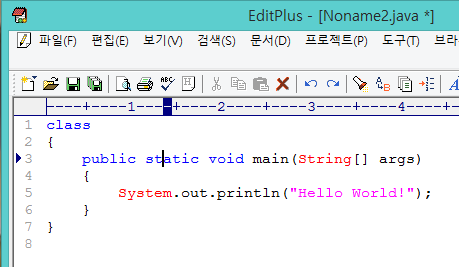 EditPlus - [Noname2.java *]
파일(F) 편집(E) 보기(V) 검색(S) 문서(D) 프로젝트(P) 도구(T) 브라
----+----1----+----2----+----3----+----4----+-
1 class
2 {
3 public static void main(String[] args)
4 {
5 System.out.println("Hello World!");
6 }
7 }
8